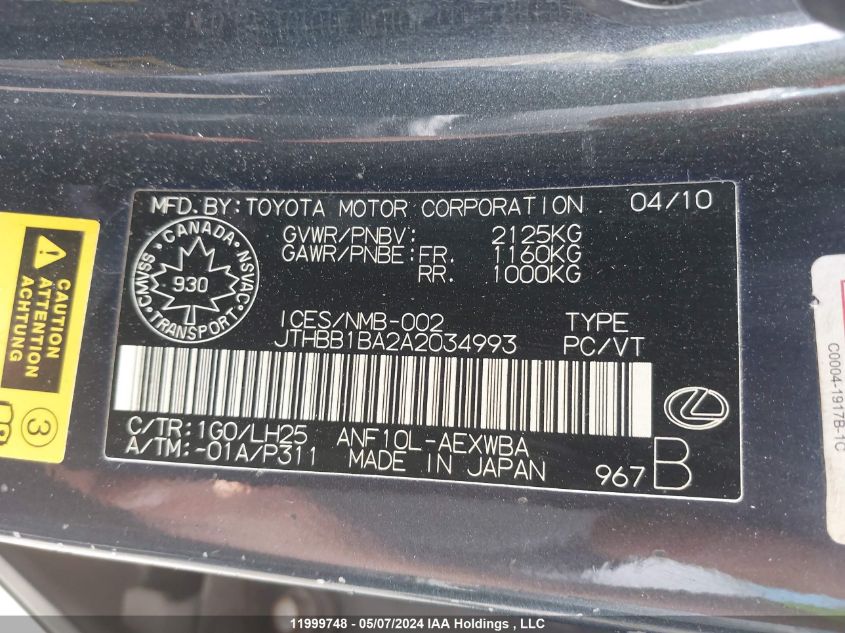 MFD. BY: TOYOTA MOTOR CORPORATION 04/10
GVWR/PNBV: 2125KG
GAWR/PNBE: FR. 1160KG
RR. 1000KG
CANADA
CMVSS NSVAC
930
TRANSPORT
ICES/NMB-002 TYPE
JTHBB1BA2A2034993 PC/VT
C/TR: 1G0/LH25 ANF10L-AEXWBA
A/TM: -01A/P311 MADE IN JAPAN 967 B
CAUTION
ATTENTION
ACHTUNG
3
C0004-1917B-1C
11999748 - 05/07/2024 IAA Holdings , LLC